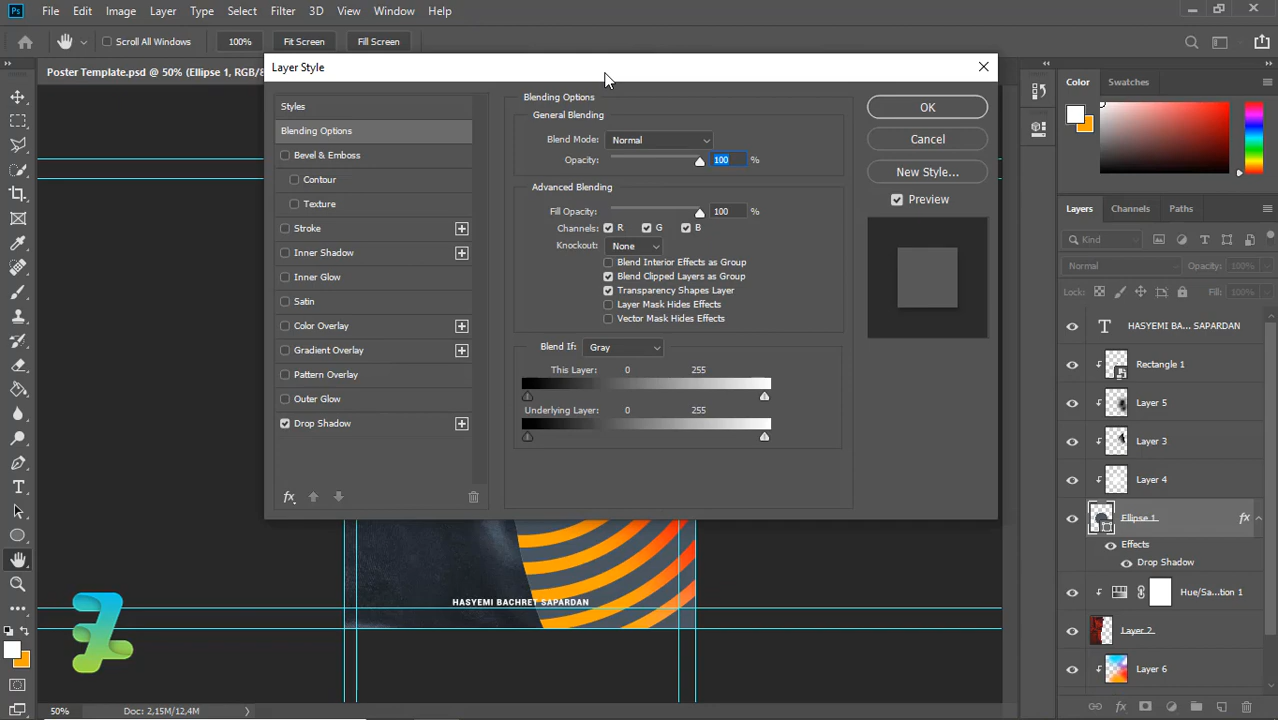 Ps File Edit Image Layer Type Select Filter 3D View Window Help
Scroll All Windows 100% Fit Screen Fill Screen
Poster Template.psd @ 50% (Ellipse 1, RGB/8
Layer Style
Styles
Blending Options
Bevel & Emboss
Contour
Texture
Stroke
Inner Shadow
Inner Glow
Satin
Color Overlay
Gradient Overlay
Pattern Overlay
Outer Glow
Drop Shadow
fx
Blending Options
General Blending
Blend Mode: Normal
Opacity: 100 %
Advanced Blending
Fill Opacity: 100 %
Channels: R G B
Knockout: None
Blend Interior Effects as Group
Blend Clipped Layers as Group
Transparency Shapes Layer
Layer Mask Hides Effects
Vector Mask Hides Effects
Blend If: Gray
This Layer: 0 255
Underlying Layer: 0 255
OK
Cancel
New Style...
Preview
Color Swatches
Layers Channels Paths
Kind
Normal Opacity: 100%
Lock: Fill: 100%
T HASYEMI BA... SAPARDAN
Rectangle 1
Layer 5
Layer 3
Layer 4
Ellipse 1 fx
Effects
Drop Shadow
Hue/Sa...tion 1
Layer 2
Layer 6
fx
HASYEMI BACHRET SAPARDAN
50% Doc: 2,15M/12,4M